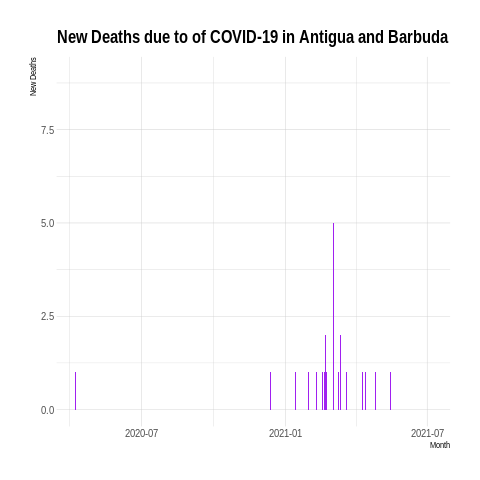 New Deaths due to of COVID-19 in Antigua and Barbuda
New Deaths
7.5
5.0
2.5
0.0
2020-07
2021-01
2021-07
Month